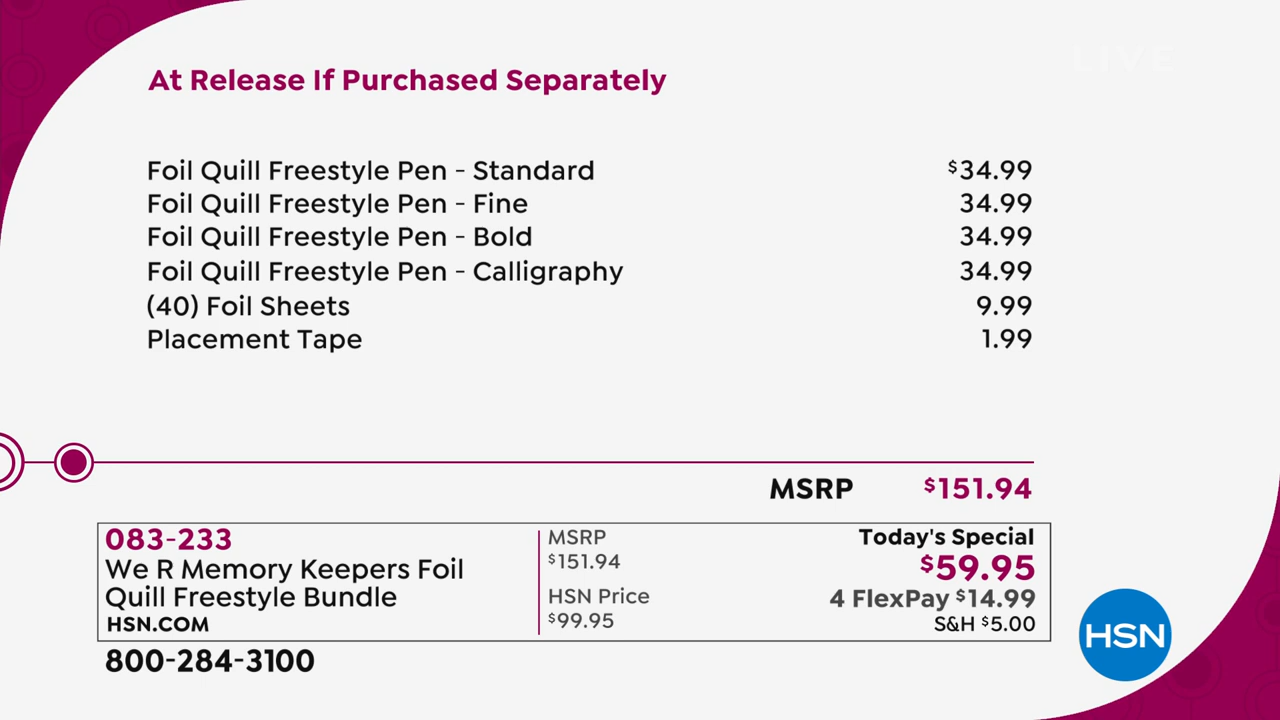 LIVE
At Release If Purchased Separately
Foil Quill Freestyle Pen - Standard $34.99
Foil Quill Freestyle Pen - Fine 34.99
Foil Quill Freestyle Pen - Bold 34.99
Foil Quill Freestyle Pen - Calligraphy 34.99
(40) Foil Sheets 9.99
Placement Tape 1.99
MSRP $151.94
083-233
We R Memory Keepers Foil
Quill Freestyle Bundle
HSN.COM
MSRP
$151.94
HSN Price
$99.95
Today's Special
$59.95
4 FlexPay $14.99
S&H $5.00
800-284-3100
HSN